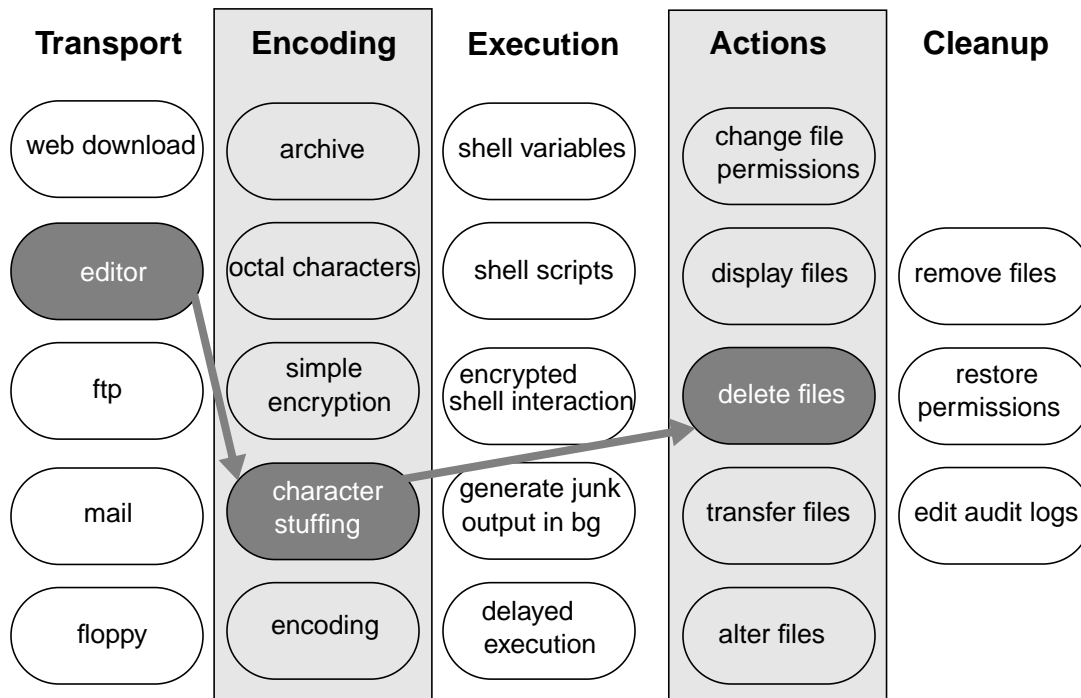 Transport
Encoding
Execution
Actions
Cleanup
web download
archive
shell variables
change file
permissions
editor
octal characters
shell scripts
display files
remove files
ftp
simple
encryption
encrypted
shell interaction
delete files
restore
permissions
mail
character
stuffing
generate junk
output in bg
transfer files
edit audit logs
floppy
encoding
delayed
execution
alter files